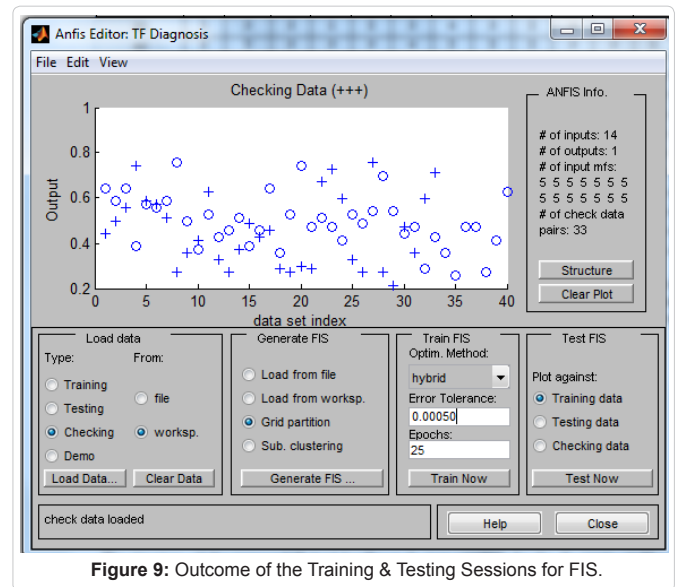 Anfis Editor: TF Diagnosis
File Edit View
Checking Data (+++)
1
0.8
0.6
0.4
0.2
Output
0 5 10 15 20 25 30 35 40
data set index
ANFIS Info.
# of inputs: 14
# of outputs: 1
# of input mfs:
5 5 5 5 5 5 5
5 5 5 5 5 5 5
# of check data
pairs: 33
Structure
Clear Plot
Load data
Type: From:
Training
Testing
Checking
Demo
file
worksp.
Load Data... Clear Data
Generate FIS
Load from file
Load from worksp.
Grid partition
Sub. clustering
Generate FIS ...
Train FIS
Optim. Method:
hybrid
Error Tolerance:
0.00050
Epochs:
25
Train Now
Test FIS
Plot against:
Training data
Testing data
Checking data
Test Now
check data loaded
Help Close
Figure 9: Outcome of the Training & Testing Sessions for FIS.